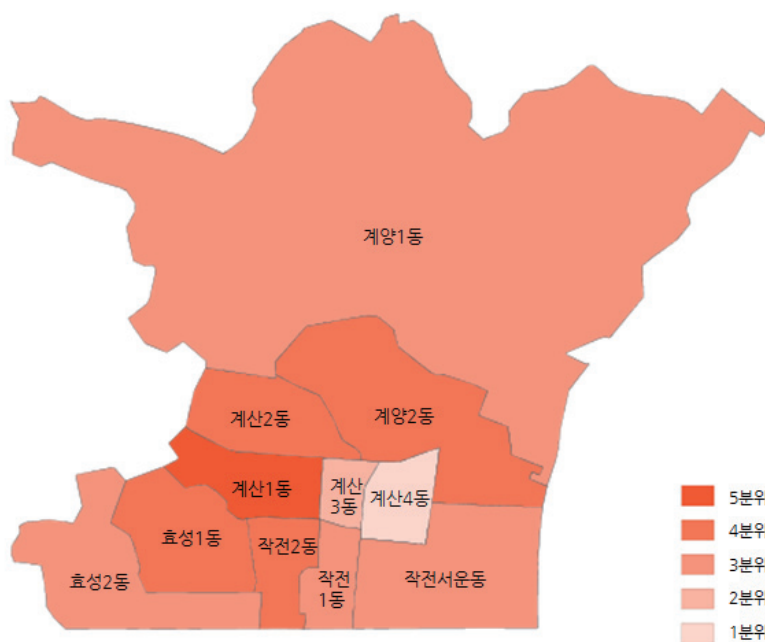 계양1동
계산2동
계양2동
계산1동
계산
3동
계산4동
효성1동
작전2동
효성2동
작전
1동
작전서운동
5분위
4분위
3분위
2분위
1분위